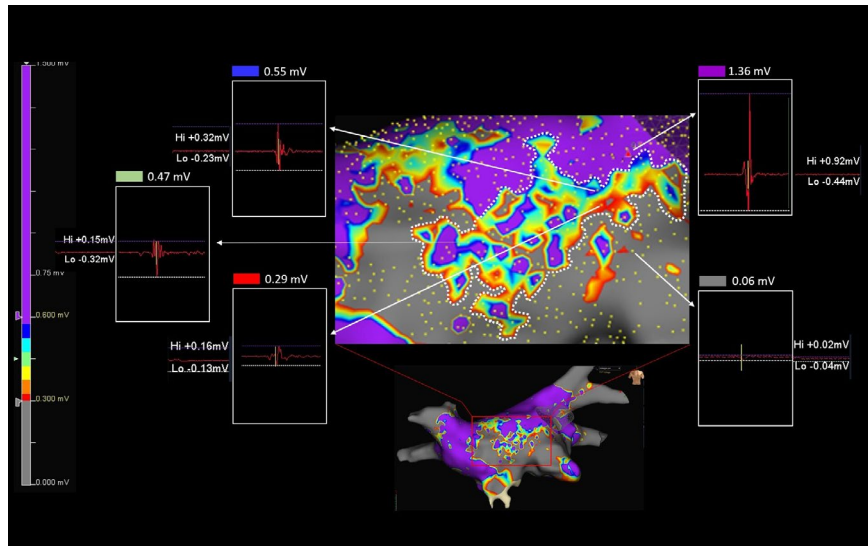 1.500 mV
0.75 mV
0.600 mV
0.450 mV
0.300 mV
0.000 mV
0.55 mV
Hi +0.32mV
Lo -0.23mV
0.47 mV
Hi +0.15mV
Lo -0.32mV
0.29 mV
Hi +0.16mV
Lo -0.13mV
1.36 mV
Hi +0.92mV
Lo -0.44mV
0.06 mV
Hi +0.02mV
Lo -0.04mV